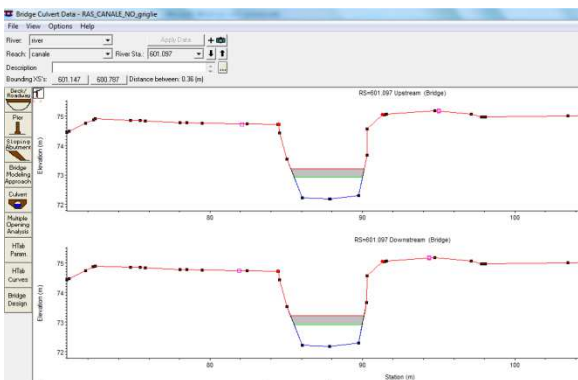 Bridge Culvert Data - RAS_CANALE_NO_griglie
File View Options Help
River: river Apply Data
Reach: canale River Sta.: 601.097
Description ...
Bounding XS's: 601.147 600.787 Distance between: 0.36 (m)
Deck/
Roadway
Pier
Sloping
Abutment
Bridge
Modeling
Approach
Culvert
Multiple
Opening
Analysis
HTab
Param.
HTab
Curves
Bridge
Design
RS=601.097 Upstream (Bridge)
Elevation (m)
75
74
73
72
80 90 100
RS=601.097 Downstream (Bridge)
Elevation (m)
75
74
73
72
80 90 100
Station (m)